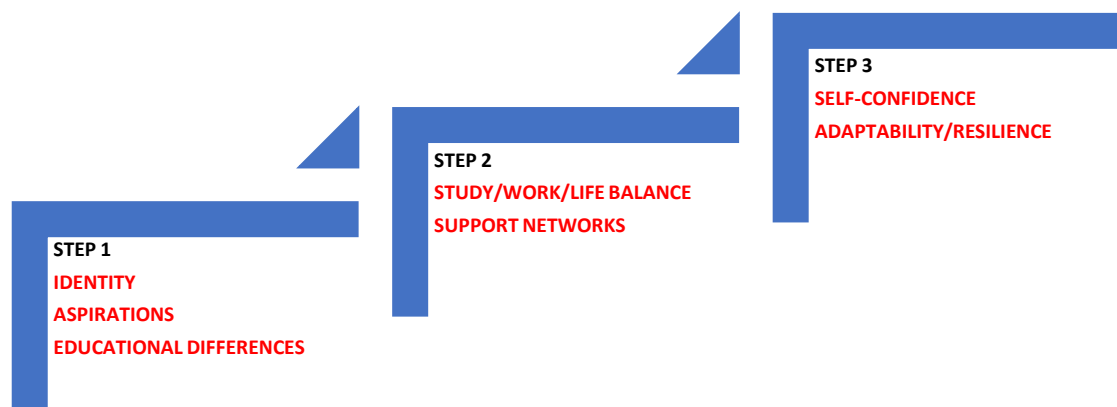 STEP 1
IDENTITY
ASPIRATIONS
EDUCATIONAL DIFFERENCES
STEP 2
STUDY/WORK/LIFE BALANCE
SUPPORT NETWORKS
STEP 3
SELF-CONFIDENCE
ADAPTABILITY/RESILIENCE